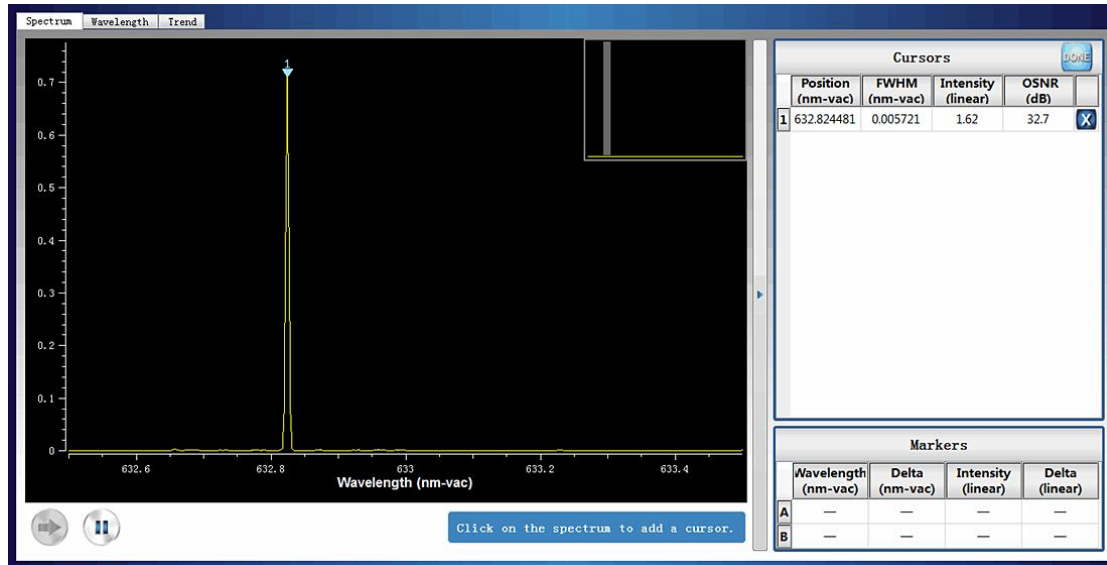 Spectrum Wavelength Trend
1
0.7
0.6
0.5
0.4
0.3
0.2
0.1
0
632.6 632.8 633 633.2 633.4
Wavelength (nm-vac)
Click on the spectrum to add a cursor.
Cursors DONE
Position (nm-vac) FWHM (nm-vac) Intensity (linear) OSNR (dB)
1 632.824481 0.005721 1.62 32.7 X
Markers
Wavelength (nm-vac) Delta (nm-vac) Intensity (linear) Delta (linear)
A — — — —
B — — — —